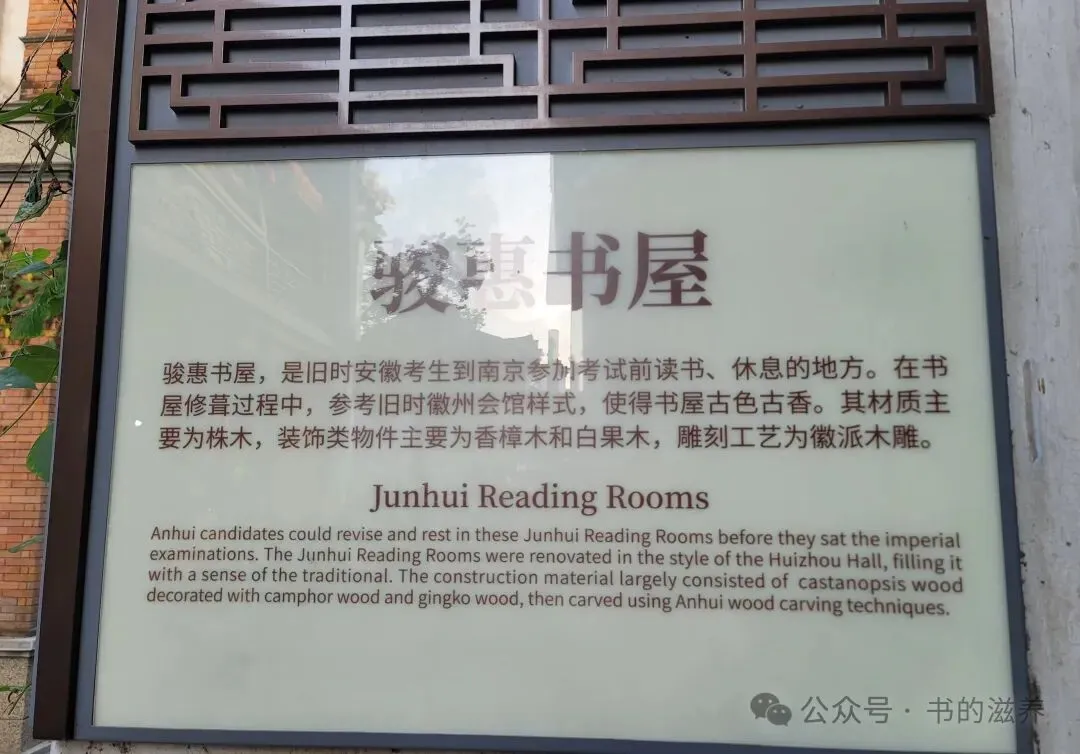 骏惠书屋
骏惠书屋，是旧时安徽考生到南京参加考试前读书、休息的地方。在书
屋修葺过程中，参考旧时徽州会馆样式，使得书屋古色古香。其材质主
要为株木，装饰类物件主要为香樟木和白果木，雕刻工艺为徽派木雕。
Junhui Reading Rooms
Anhui candidates could revise and rest in these Junhui Reading Rooms before they sat the imperial
examinations. The Junhui Reading Rooms were renovated in the style of the Huizhou Hall, filling it
with a sense of the traditional. The construction material largely consisted of castanopsis wood
decorated with camphor wood and gingko wood, then carved using Anhui wood carving techniques.
公众号·书的滋养